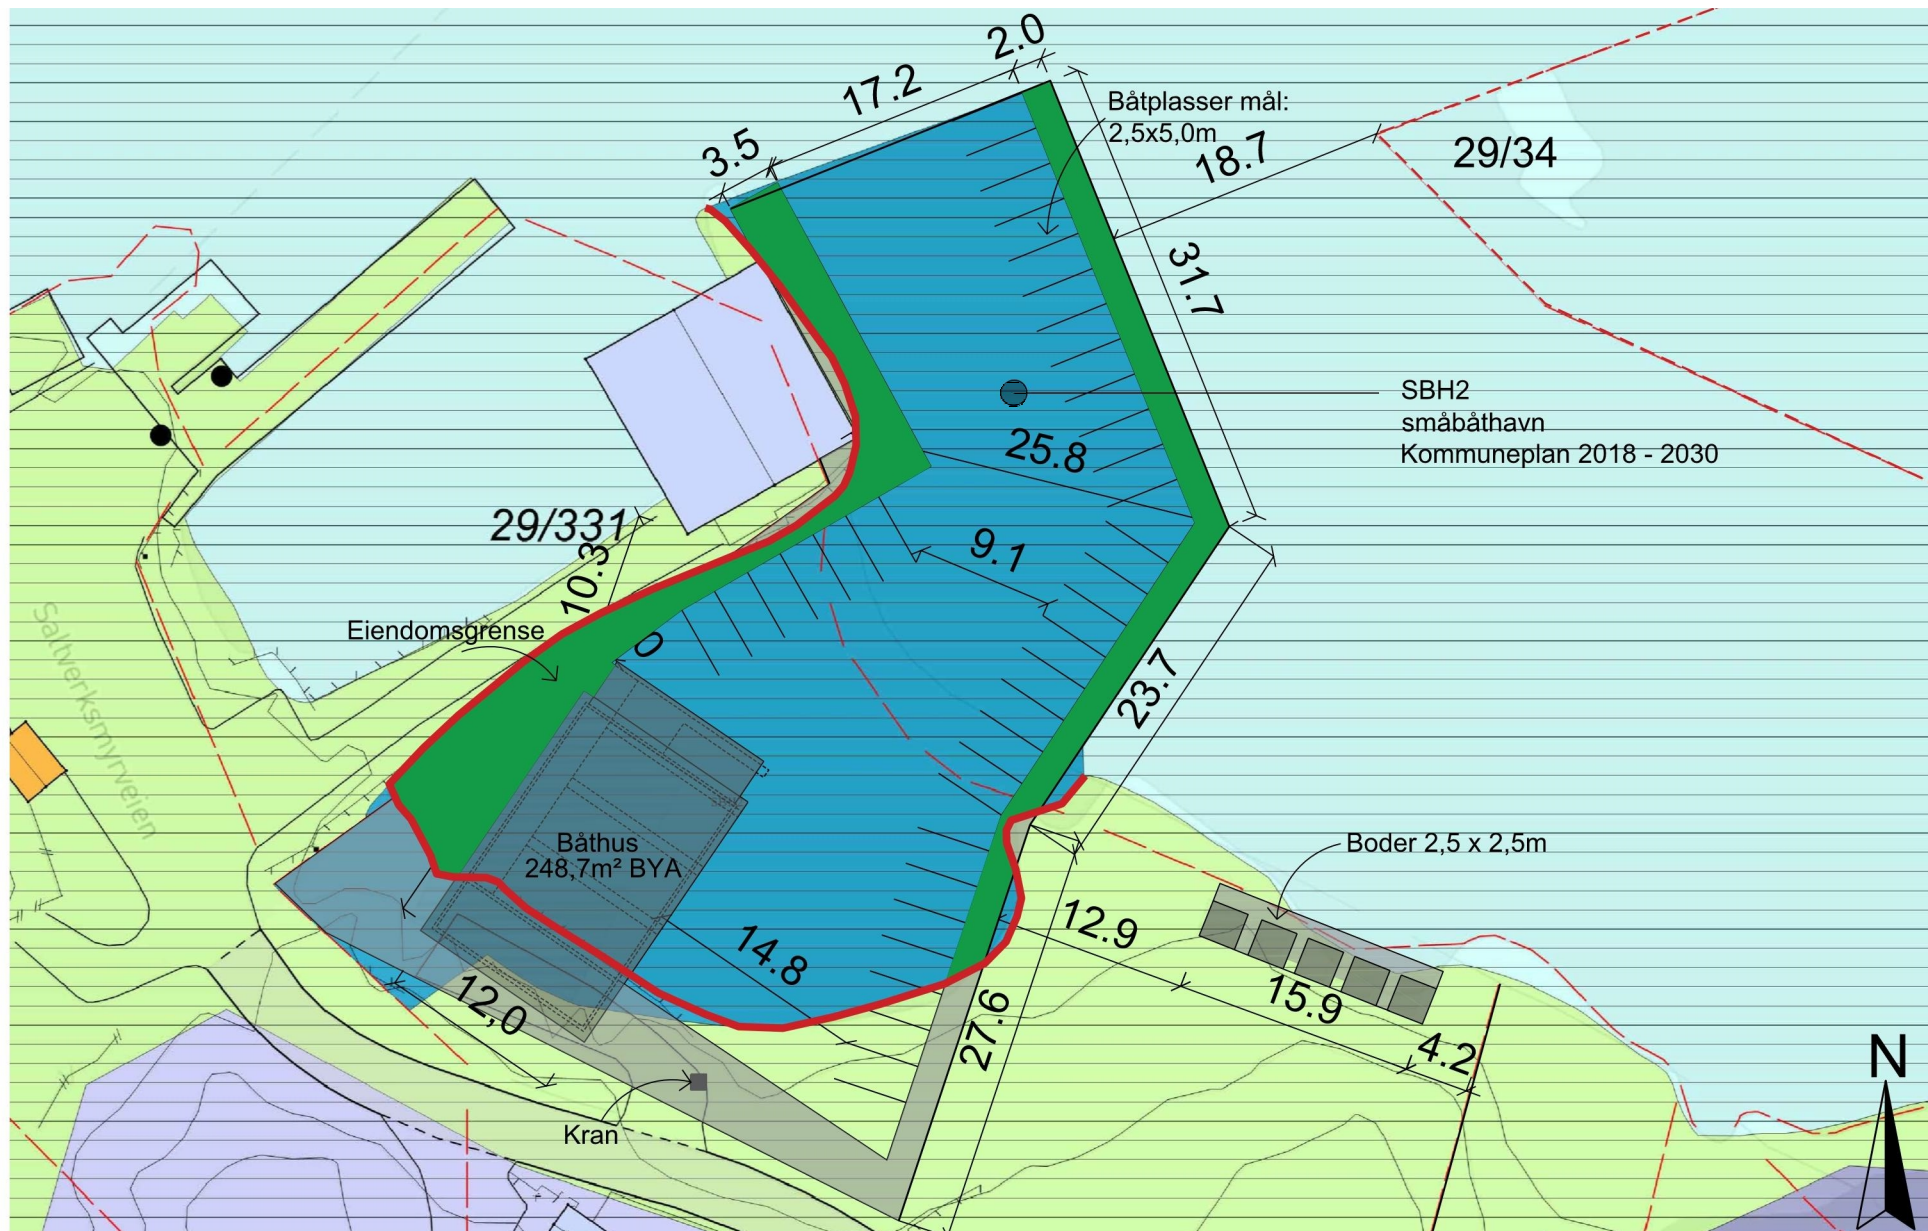 2.0
17.2
3.5
Båtplasser mål:
2,5x5,0m
18.7
29/34
31.7
SBH2
småbåthavn
Kommuneplan 2018 - 2030
25.8
29/331
9.1
10.3
Eiendomsgrense
0
23.7
Saltverksmyrveien
Båthus
248,7m² BYA
Boder 2,5 x 2,5m
12.9
14.8
15.9
12,0
27.6
4.2
N
Kran